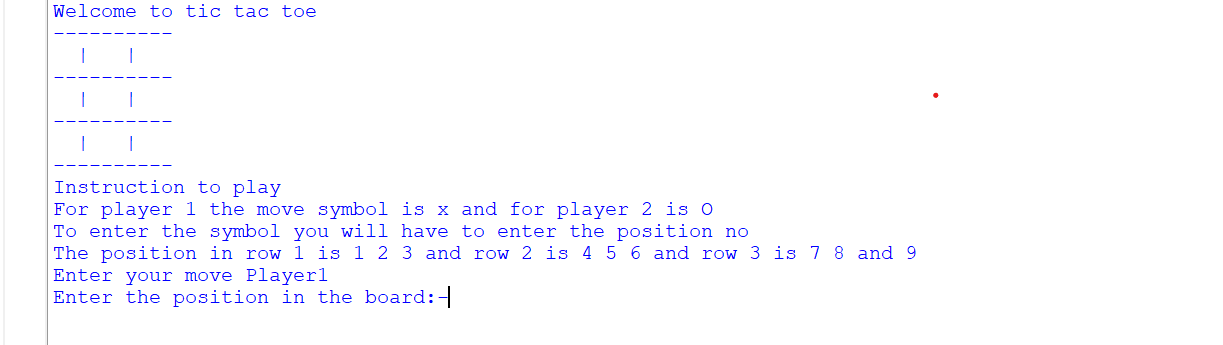 Welcome to tic tac toe
----------
  |   |
----------
  |   |
----------
  |   |
----------
Instruction to play
For player 1 the move symbol is x and for player 2 is O
To enter the symbol you will have to enter the position no
The position in row 1 is 1 2 3 and row 2 is 4 5 6 and row 3 is 7 8 and 9
Enter your move Player1
Enter the position in the board:-